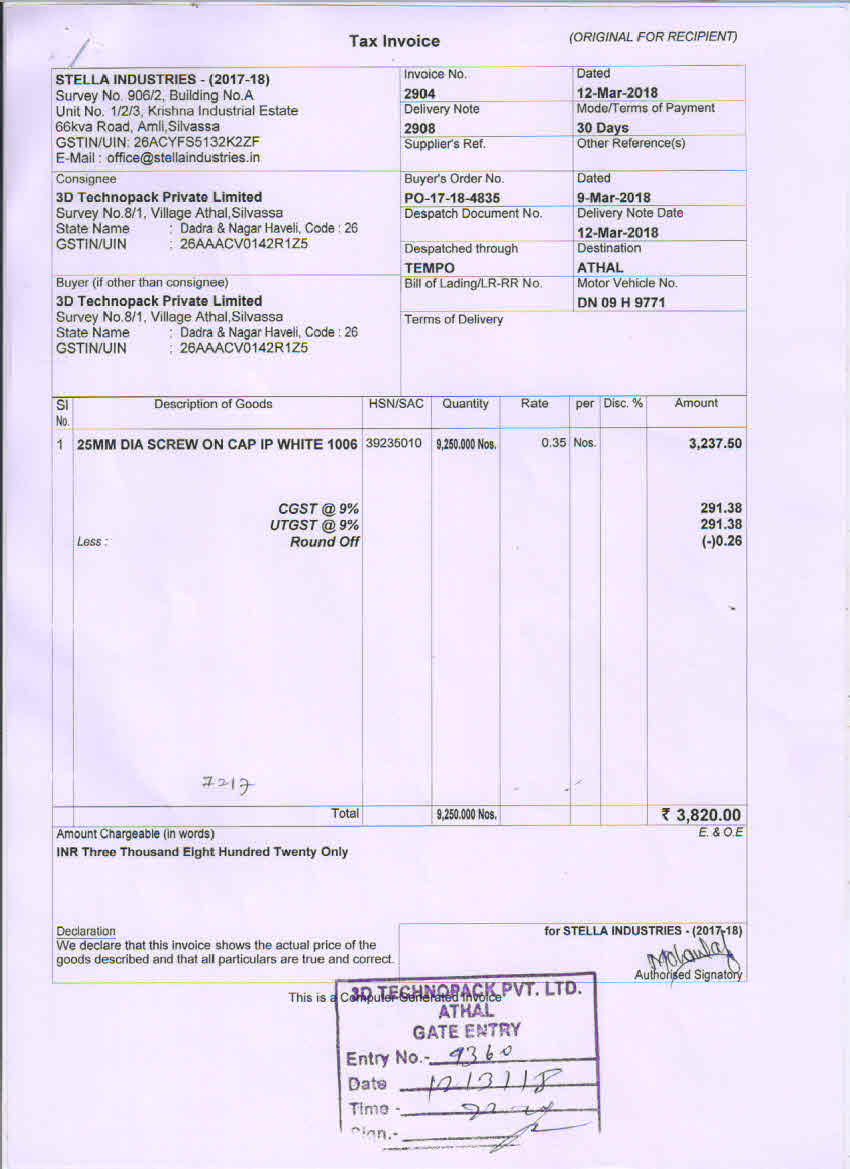 Tax Invoice
(ORIGINAL FOR RECIPIENT)
STELLA INDUSTRIES - (2017-18)
Survey No. 906/2, Building No.A
Unit No. 1/2/3, Krishna Industrial Estate
66kva Road, Amli,Silvassa
GSTIN/UIN: 26ACYFS5132K2ZF
E-Mail : office@stellaindustries.in
Invoice No. Dated
2904 12-Mar-2018
Delivery Note Mode/Terms of Payment
2908 30 Days
Supplier's Ref. Other Reference(s)
Consignee
3D Technopack Private Limited
Survey No.8/1, Village Athal,Silvassa
State Name : Dadra & Nagar Haveli, Code : 26
GSTIN/UIN : 26AAACV0142R1Z5
Buyer's Order No. Dated
PO-17-18-4835 9-Mar-2018
Despatch Document No. Delivery Note Date
12-Mar-2018
Despatched through Destination
TEMPO ATHAL
Buyer (if other than consignee)
3D Technopack Private Limited
Survey No.8/1, Village Athal,Silvassa
State Name : Dadra & Nagar Haveli, Code : 26
GSTIN/UIN : 26AAACV0142R1Z5
Bill of Lading/LR-RR No. Motor Vehicle No.
DN 09 H 9771
Terms of Delivery
Sl No. Description of Goods HSN/SAC Quantity Rate per Disc. % Amount
1 25MM DIA SCREW ON CAP IP WHITE 1006 39235010 9,250.000 Nos. 0.35 Nos. 3,237.50
CGST @ 9% 291.38
UTGST @ 9% 291.38
Less : Round Off (-)0.26
7217
Total 9,250.000 Nos. ₹ 3,820.00
Amount Chargeable (in words) E. & O.E
INR Three Thousand Eight Hundred Twenty Only
Declaration
We declare that this invoice shows the actual price of the
goods described and that all particulars are true and correct.
for STELLA INDUSTRIES - (2017-18)
Authorised Signatory
This is a Computer Generated Invoice
3D TECHNOPACK PVT. LTD.
ATHAL
GATE ENTRY
Entry No.- 9360
Date 12/3/18
Time -
Sign.-